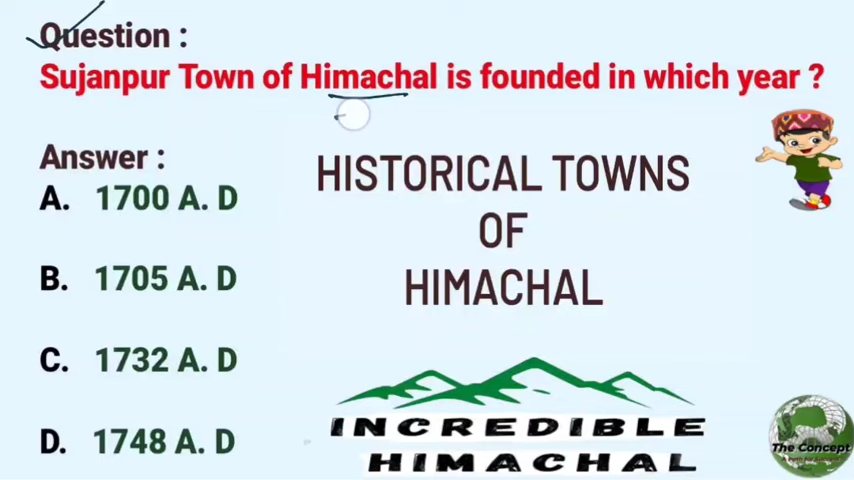 Question :
Sujanpur Town of Himachal is founded in which year ?
Answer :
A. 1700 A. D
B. 1705 A. D
C. 1732 A. D
D. 1748 A. D
HISTORICAL TOWNS
OF
HIMACHAL
INCREDIBLE
HIMACHAL
The Concept